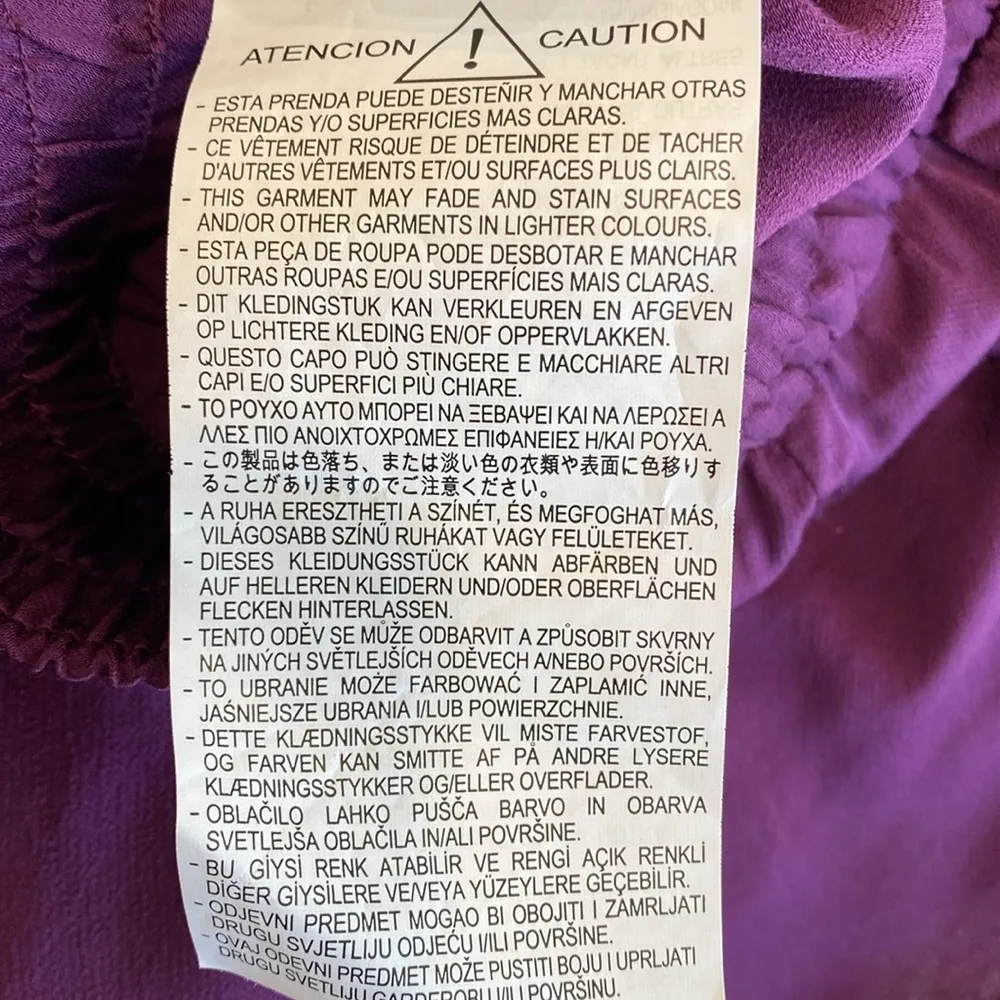 ATENCION ! CAUTION
- ESTA PRENDA PUEDE DESTEÑIR Y MANCHAR OTRAS
PRENDAS Y/O SUPERFICIES MAS CLARAS.
- CE VÊTEMENT RISQUE DE DÉTEINDRE ET DE TACHER
D'AUTRES VÊTEMENTS ET/OU SURFACES PLUS CLAIRS.
- THIS GARMENT MAY FADE AND STAIN SURFACES
AND/OR OTHER GARMENTS IN LIGHTER COLOURS.
- ESTA PEÇA DE ROUPA PODE DESBOTAR E MANCHAR
OUTRAS ROUPAS E/OU SUPERFÍCIES MAIS CLARAS.
- DIT KLEDINGSTUK KAN VERKLEUREN EN AFGEVEN
OP LICHTERE KLEDING EN/OF OPPERVLAKKEN.
- QUESTO CAPO PUÒ STINGERE E MACCHIARE ALTRI
CAPI E/O SUPERFICI PIÙ CHIARE.
- ΤΟ ΡΟΥΧΟ ΑΥΤΟ ΜΠΟΡΕΙ ΝΑ ΞΕΒΑΨΕΙ ΚΑΙ ΝΑ ΛΕΡΩΣΕΙ Α
ΛΛΕΣ ΠΙΟ ΑΝΟΙΧΤΟΧΡΩΜΕΣ ΕΠΙΦΑΝΕΙΕΣ Η/ΚΑΙ ΡΟΥΧΑ.
- この製品は色落ち、または淡い色の衣類や表面に色移りす
ることがありますのでご注意ください。
- A RUHA ERESZTHETI A SZÍNÉT, ÉS MEGFOGHAT MÁS,
VILÁGOSABB SZÍNŰ RUHÁKAT VAGY FELÜLETEKET.
- DIESES KLEIDUNGSSTÜCK KANN ABFÄRBEN UND
AUF HELLEREN KLEIDERN UND/ODER OBERFLÄCHEN
FLECKEN HINTERLASSEN.
- TENTO ODĚV SE MŮŽE ODBARVIT A ZPŮSOBIT SKVRNY
NA JINÝCH SVĚTLEJŠÍCH ODĚVECH A/NEBO POVRŠÍCH.
- TO UBRANIE MOŻE FARBOWAĆ I ZAPLAMIĆ INNE,
JAŚNIEJSZE UBRANIA I/LUB POWIERZCHNIE.
- DETTE KLÆDNINGSSTYKKE VIL MISTE FARVESTOF,
OG FARVEN KAN SMITTE AF PÅ ANDRE LYSERE
KLÆDNINGSSTYKKER OG/ELLER OVERFLADER.
- OBLAČILO LAHKO PUŠČA BARVO IN OBARVA
SVETLEJŠA OBLAČILA IN/ALI POVRŠINE.
- BU GİYSİ RENK ATABİLİR VE RENGİ AÇIK RENKLİ
DİĞER GİYSİLERE VE/VEYA YÜZEYLERE GEÇEBİLİR.
- ODJEVNI PREDMET MOGAO BI OBOJITI I ZAMRLJATI
DRUGU SVJETLIJU ODJEĆU I/ILI POVRŠINE.
- OVAJ ODEVNI PREDMET MOŽE PUSTITI BOJU I UPRLJATI
DRUGU SVETLIJU GARDEROBU I/ILI POVRŠINU.